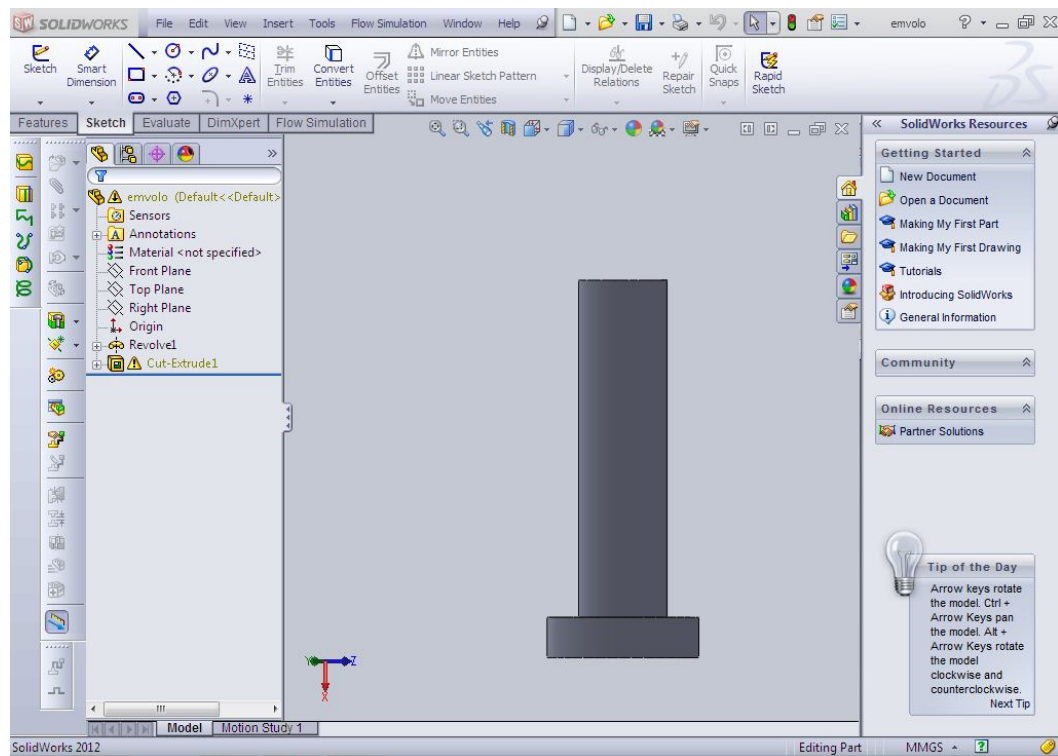 SOLIDWORKS File Edit View Insert Tools Flow Simulation Window Help emvolo
Sketch Smart Dimension Trim Entities Convert Entities Offset Entities Mirror Entities Linear Sketch Pattern Move Entities Display/Delete Relations Repair Sketch Quick Snaps Rapid Sketch
Features Sketch Evaluate DimXpert Flow Simulation
emvolo (Default<<Default>
Sensors
Annotations
Material <not specified>
Front Plane
Top Plane
Right Plane
Origin
Revolve1
Cut-Extrude1
Y Z
X
SolidWorks Resources
Getting Started
New Document
Open a Document
Making My First Part
Making My First Drawing
Tutorials
Introducing SolidWorks
General Information
Community
Online Resources
Partner Solutions
Tip of the Day
Arrow keys rotate
the model. Ctrl +
Arrow Keys pan
the model. Alt +
Arrow Keys rotate
the model
clockwise and
counterclockwise.
Next Tip
Model Motion Study 1
SolidWorks 2012 Editing Part MMGS